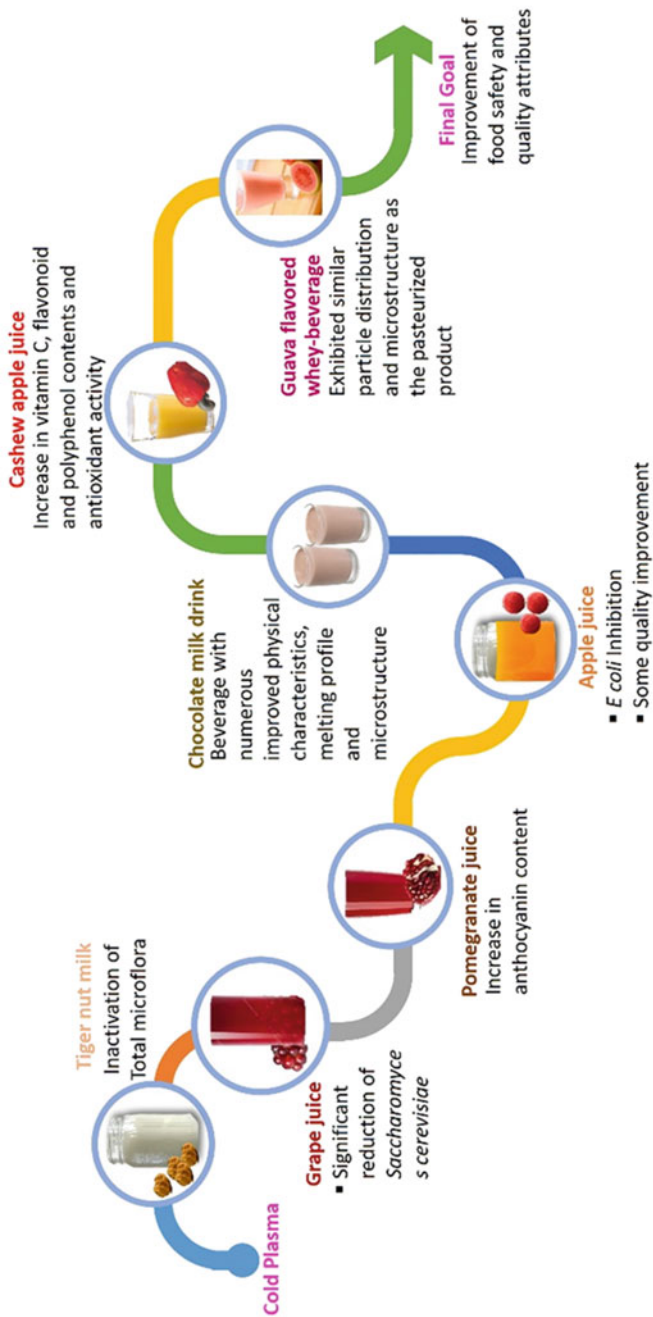 Cold Plasma
Tiger nut milk
Inactivation of
Total microflora
Grape juice
▪ Significant
reduction of
Saccharomyce
s cerevisiae
Pomegranate juice
Increase in
anthocyanin content
Apple juice
▪ E coli Inhibition
▪ Some quality improvement
Chocolate milk drink
Beverage with
numerous
improved physical
characteristics,
melting profile
and
microstructure
Cashew apple juice
Increase in vitamin C, flavonoid
and polyphenol contents and
antioxidant activity
Guava flavored
whey-beverage
Exhibited similar
particle distribution
and microstructure as
the pasteurized
product
Final Goal
Improvement of
food safety and
quality attributes